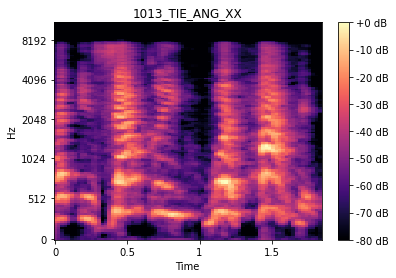 1013_TIE_ANG_XX
+0 dB
8192
-10 dB
4096
-20 dB
-30 dB
2048
Hz
-40 dB
1024
-50 dB
-60 dB
512
-70 dB
0
-80 dB
0
0.5
1
1.5
Time